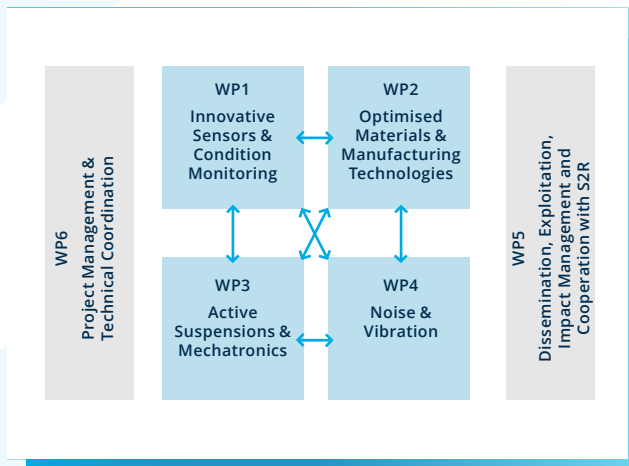 WP6
Project Management &
Technical Coordination
WP1
Innovative
Sensors &
Condition
Monitoring
WP2
Optimised
Materials &
Manufacturing
Technologies
WP3
Active
Suspensions &
Mechatronics
WP4
Noise &
Vibration
WP5
Dissemination, Exploitation,
Impact Management and
Cooperation with S2R